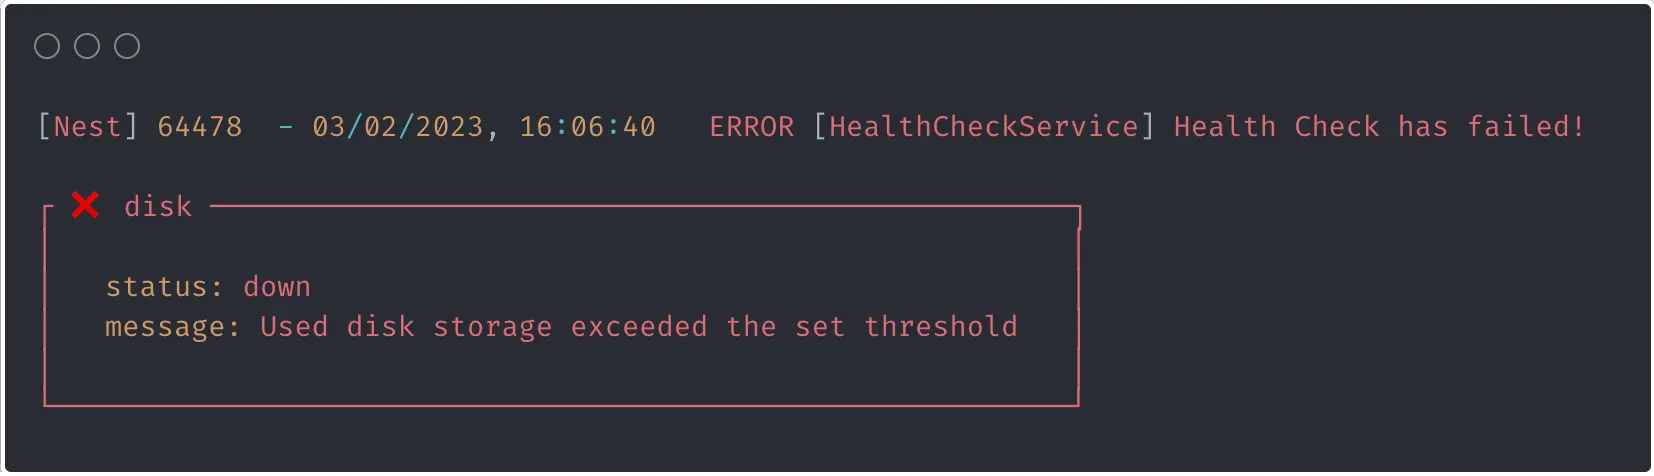 [Nest] 64478  - 03/02/2023, 16:06:40   ERROR [HealthCheckService] Health Check has failed!
❌ disk
status: down
message: Used disk storage exceeded the set threshold